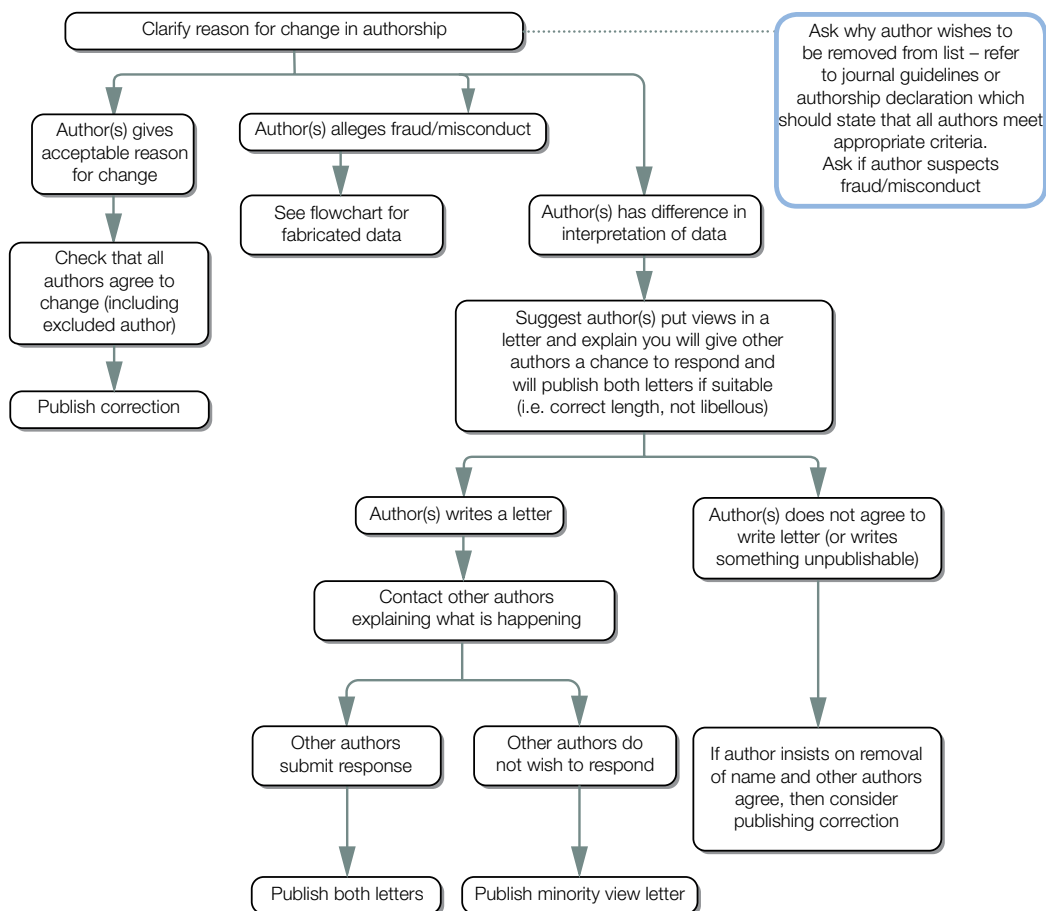 Clarify reason for change in authorship
Ask why author wishes to
be removed from list – refer
to journal guidelines or
authorship declaration which
should state that all authors meet
appropriate criteria.
Ask if author suspects
fraud/misconduct
Author(s) gives
acceptable reason
for change
Author(s) alleges fraud/misconduct
See flowchart for
fabricated data
Author(s) has difference in
interpretation of data
Check that all
authors agree to
change (including
excluded author)
Publish correction
Suggest author(s) put views in a
letter and explain you will give other
authors a chance to respond and
will publish both letters if suitable
(i.e. correct length, not libellous)
Author(s) writes a letter
Author(s) does not agree to
write letter (or writes
something unpublishable)
Contact other authors
explaining what is happening
Other authors
submit response
Other authors do
not wish to respond
If author insists on removal
of name and other authors
agree, then consider
publishing correction
Publish both letters
Publish minority view letter